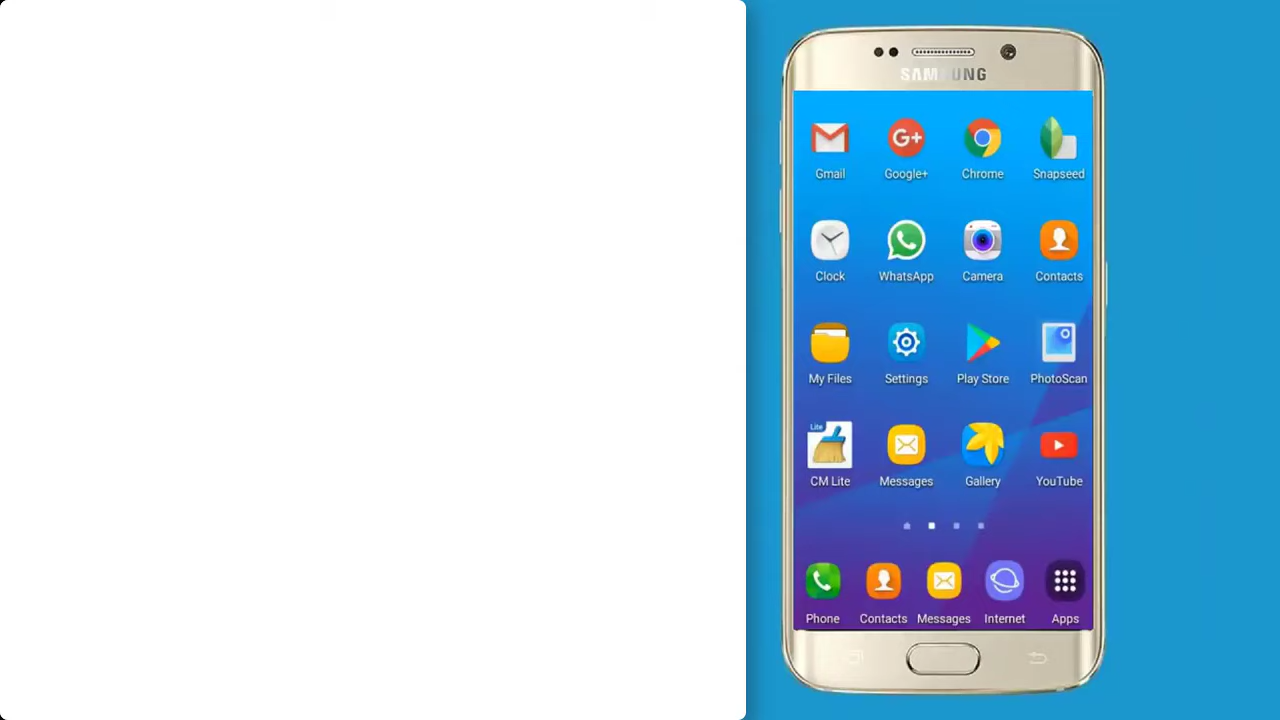 SAMSUNG
Gmail Google+ Chrome Snapseed
Clock WhatsApp Camera Contacts
My Files Settings Play Store PhotoScan
Lite
CM Lite Messages Gallery YouTube
Phone Contacts Messages Internet Apps